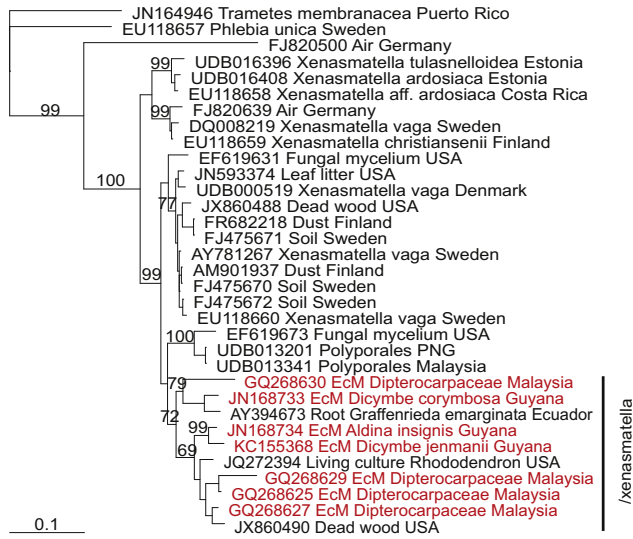 JN164946 Trametes membranacea Puerto Rico
EU118657 Phlebia unica Sweden
FJ820500 Air Germany
UDB016396 Xenasmatella tulasnelloidea Estonia
99
UDB016408 Xenasmatella ardosiaca Estonia
EU118658 Xenasmatella aff. ardosiaca Costa Rica
99
FJ820639 Air Germany
99
DQ008219 Xenasmatella vaga Sweden
EU118659 Xenasmatella christiansenii Finland
EF619631 Fungal mycelium USA
JN593374 Leaf litter USA
100
UDB000519 Xenasmatella vaga Denmark
77
JX860488 Dead wood USA
FR682218 Dust Finland
FJ475671 Soil Sweden
AY781267 Xenasmatella vaga Sweden
99
AM901937 Dust Finland
FJ475670 Soil Sweden
FJ475672 Soil Sweden
EU118660 Xenasmatella vaga Sweden
100
EF619673 Fungal mycelium USA
UDB013201 Polyporales PNG
UDB013341 Polyporales Malaysia
79
GQ268630 EcM Dipterocarpaceae Malaysia
JN168733 EcM Dicymbe corymbosa Guyana
72
AY394673 Root Graffenrieda emarginata Ecuador
99
JN168734 EcM Aldina insignis Guyana
KC155368 EcM Dicymbe jenmanii Guyana
69
JQ272394 Living culture Rhododendron USA
GQ268629 EcM Dipterocarpaceae Malaysia
GQ268625 EcM Dipterocarpaceae Malaysia
GQ268627 EcM Dipterocarpaceae Malaysia
JX860490 Dead wood USA
/xenasmatella
0.1